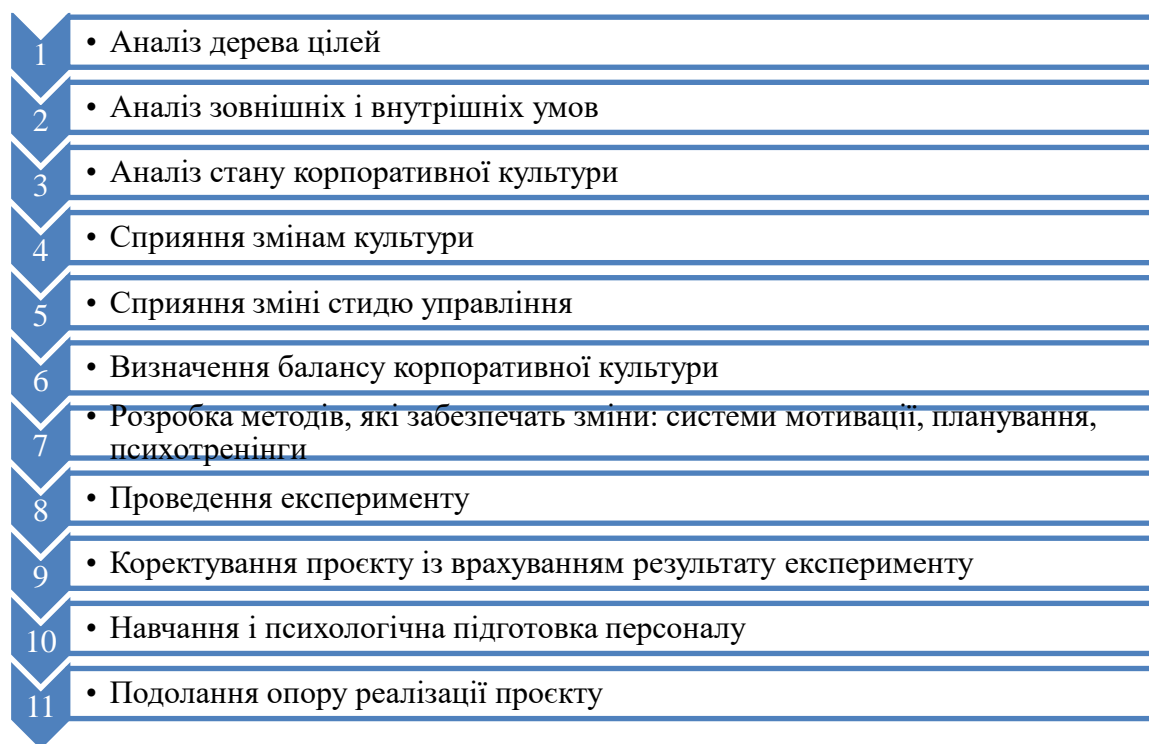 1 • Аналіз дерева цілей
2 • Аналіз зовнішніх і внутрішніх умов
3 • Аналіз стану корпоративної культури
4 • Сприяння змінам культури
5 • Сприяння зміні стидю управління
6 • Визначення балансу корпоративної культури
7 • Розробка методів, які забезпечать зміни: системи мотивації, планування,
психотренінги
8 • Проведення експерименту
9 • Коректування проєкту із врахуванням результату експерименту
10 • Навчання і психологічна підготовка персоналу
11 • Подолання опору реалізації проєкту